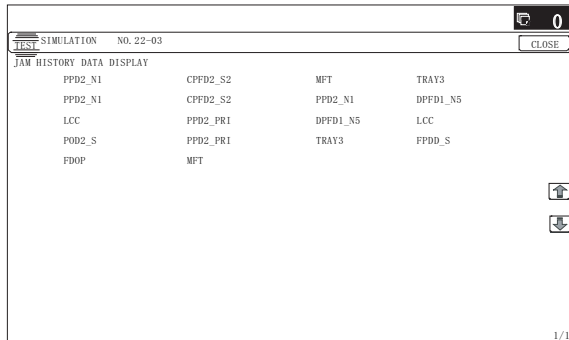 0
TEST SIMULATION NO. 22-03 CLOSE
JAM HISTORY DATA DISPLAY
PPD2_N1 CPFD2_S2 MFT TRAY3
PPD2_N1 CPFD2_S2 PPD2_N1 DPFD1_N5
LCC PPD2_PRI DPFD1_N5 LCC
POD2_S PPD2_PRI TRAY3 FPDD_S
FDOP MFT
1/1